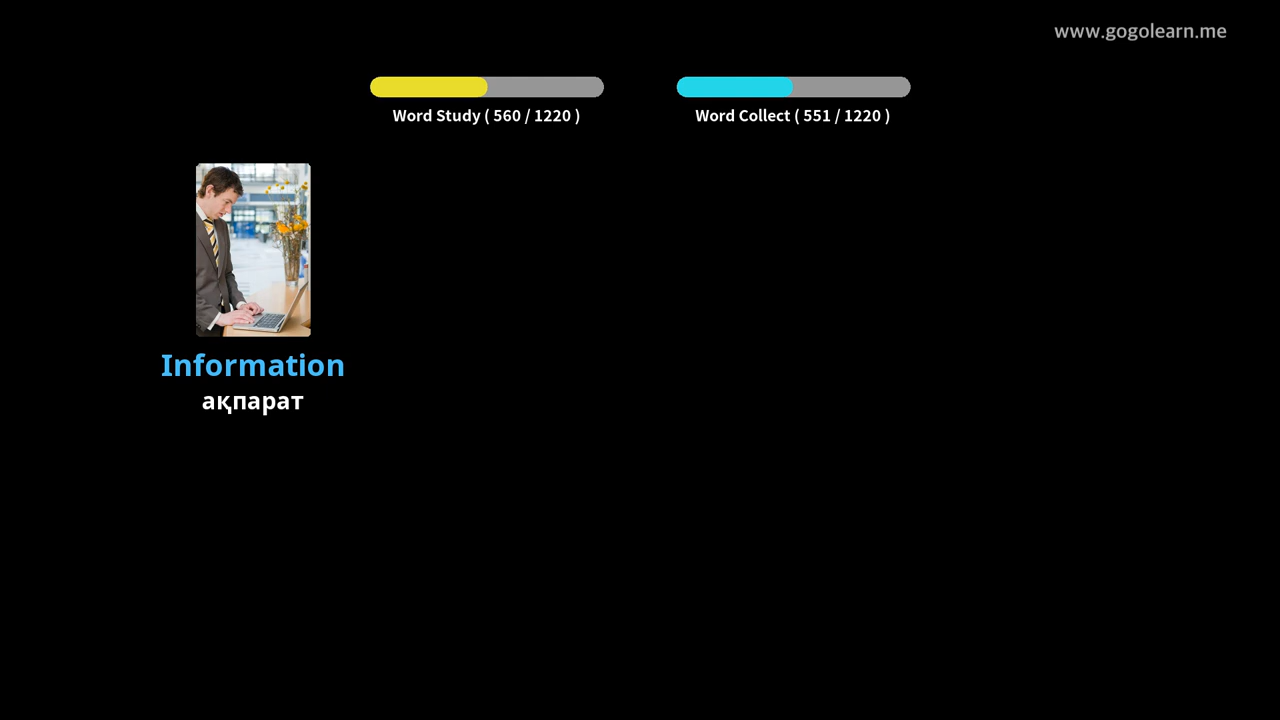 www.gogolearn.me
Word Study ( 560 / 1220 )
Word Collect ( 551 / 1220 )
Information
ақпарат